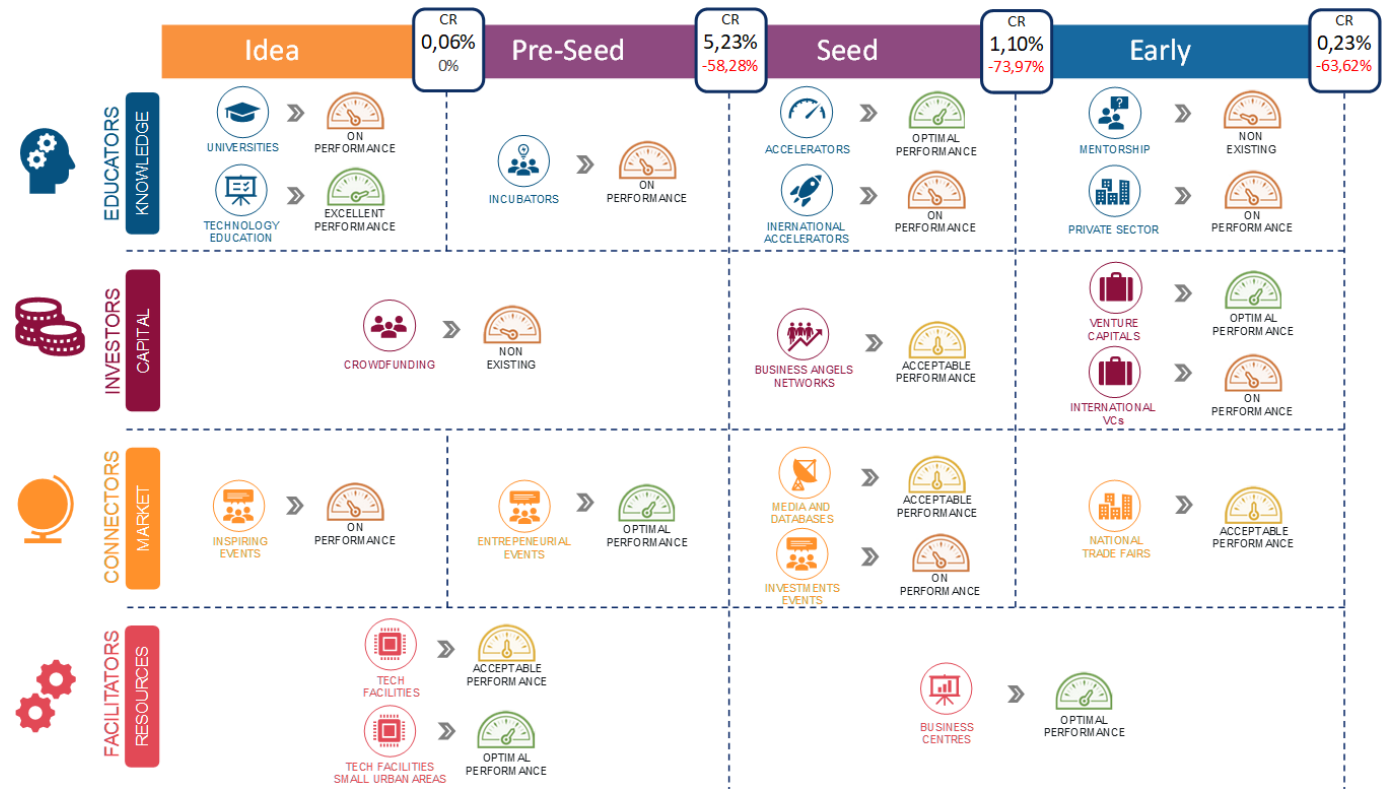 Idea
CR
0,06%
0%
Pre-Seed
CR
5,23%
-58,28%
Seed
CR
1,10%
-73,97%
Early
CR
0,23%
-63,62%
EDUCATORS
KNOWLEDGE
UNIVERSITIES
ON
PERFORMANCE
TECHNOLOGY
EDUCATION
EXCELLENT
PERFORMANCE
INCUBATORS
ON
PERFORMANCE
ACCELERATORS
OPTIMAL
PERFORMANCE
INERNATIONAL
ACCELERATORS
ON
PERFORMANCE
MENTORSHIP
NON
EXISTING
PRIVATE SECTOR
ON
PERFORMANCE
INVESTORS
CAPITAL
CROWDFUNDING
NON
EXISTING
BUSINESS ANGELS
NETWORKS
ACCEPTABLE
PERFORMANCE
VENTURE
CAPITALS
OPTIMAL
PERFORMANCE
INTERNATIONAL
VCs
ON
PERFORMANCE
CONNECTORS
MARKET
INSPIRING
EVENTS
ON
PERFORMANCE
ENTREPENEURIAL
EVENTS
OPTIMAL
PERFORMANCE
MEDIA AND
DATABASES
ACCEPTABLE
PERFORMANCE
INVESTMENTS
EVENTS
ON
PERFORMANCE
NATIONAL
TRADE FAIRS
ACCEPTABLE
PERFORMANCE
FACILITATORS
RESOURCES
TECH
FACILITIES
ACCEPTABLE
PERFORMANCE
TECH FACILITIES
SMALL URBAN AREAS
OPTIMAL
PERFORMANCE
BUSINESS
CENTRES
OPTIMAL
PERFORMANCE